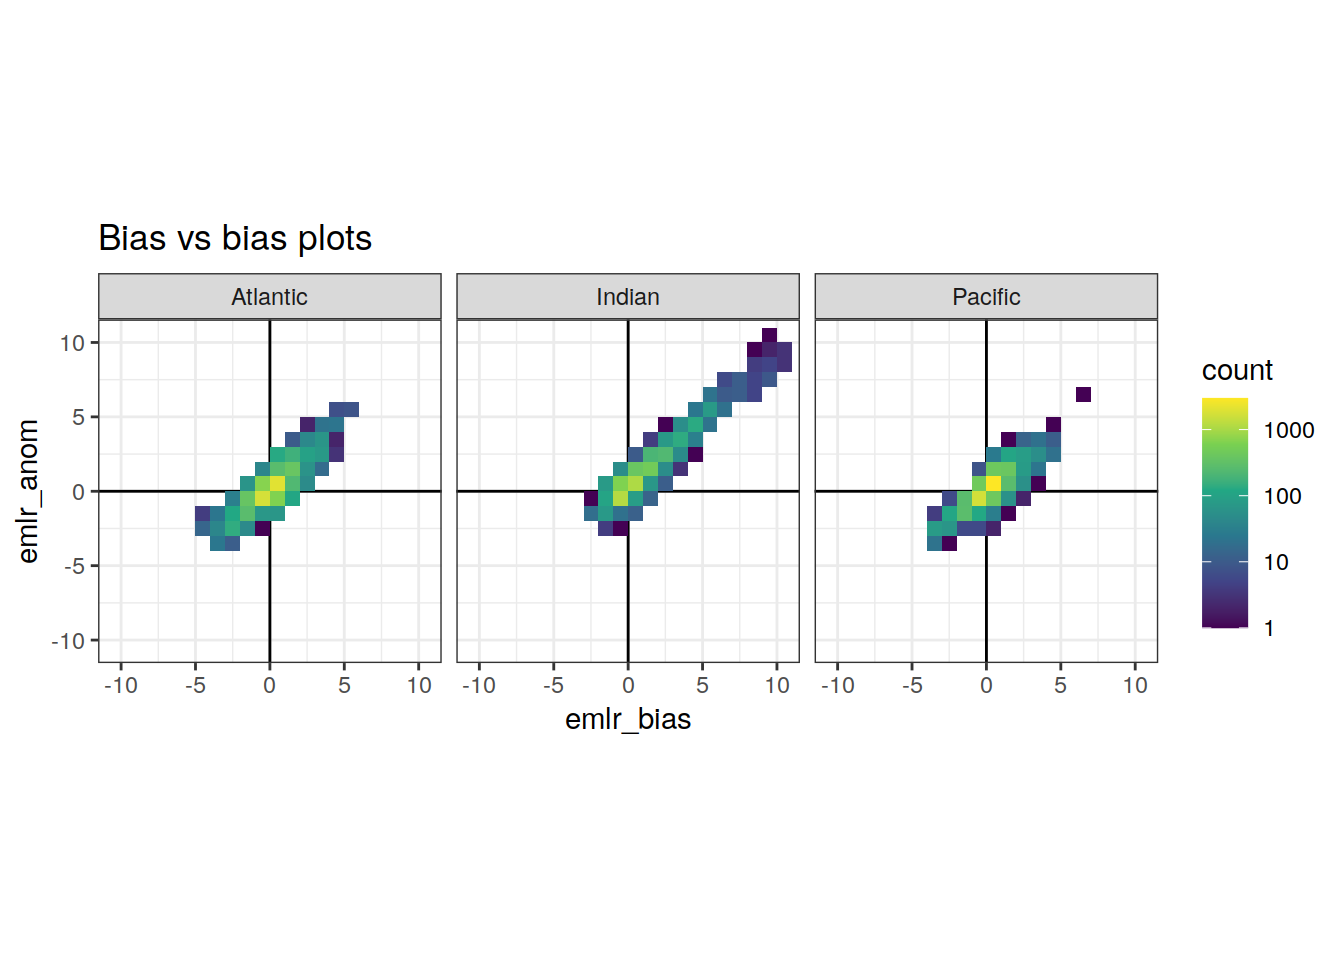 Bias vs bias plots
Atlantic Indian Pacific
emlr_anom
10
5
0
-5
-10
-10 -5 0 5 10 -10 -5 0 5 10 -10 -5 0 5 10
emlr_bias
count
1000
100
10
1